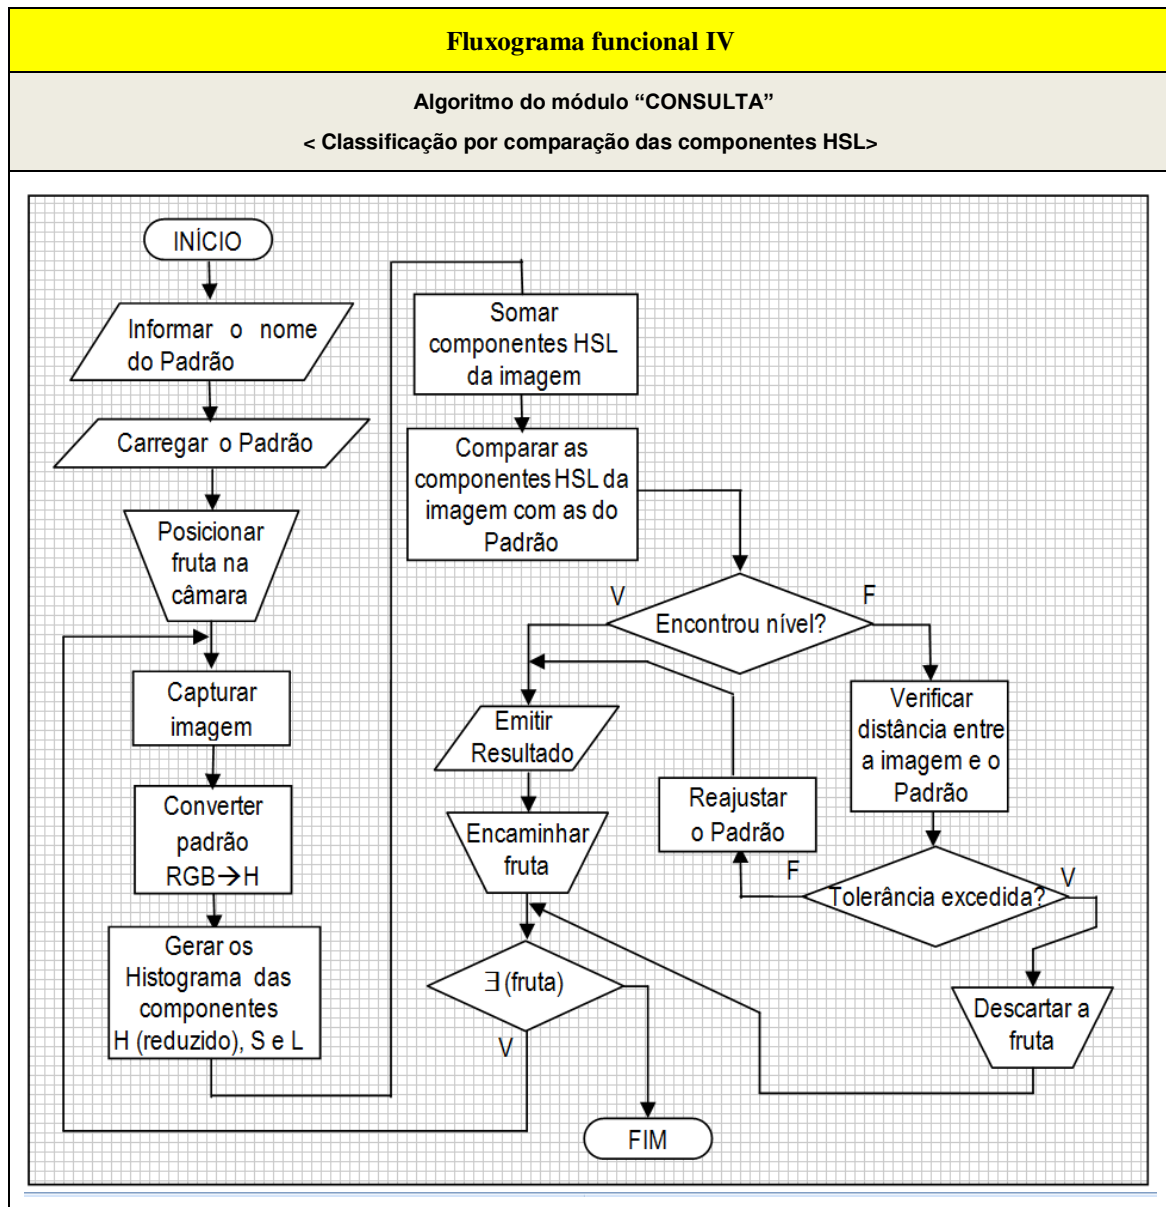 Fluxograma funcional IV
Algoritmo do módulo “CONSULTA”
< Classificação por comparação das componentes HSL>
INÍCIO
Informar o nome
do Padrão
Carregar o Padrão
Posicionar
fruta na
câmara
Capturar
imagem
Converter
padrão
RGB→H
Gerar os
Histograma das
componentes
H (reduzido), S e L
Somar
componentes HSL
da imagem
Comparar as
componentes HSL da
imagem com as do
Padrão
V
F
Encontrou nível?
Emitir
Resultado
Encaminhar
fruta
∃ (fruta)
V
FIM
Verificar
distância entre
a imagem e o
Padrão
Reajustar
o Padrão
F
V
Tolerância excedida?
Descartar a
fruta